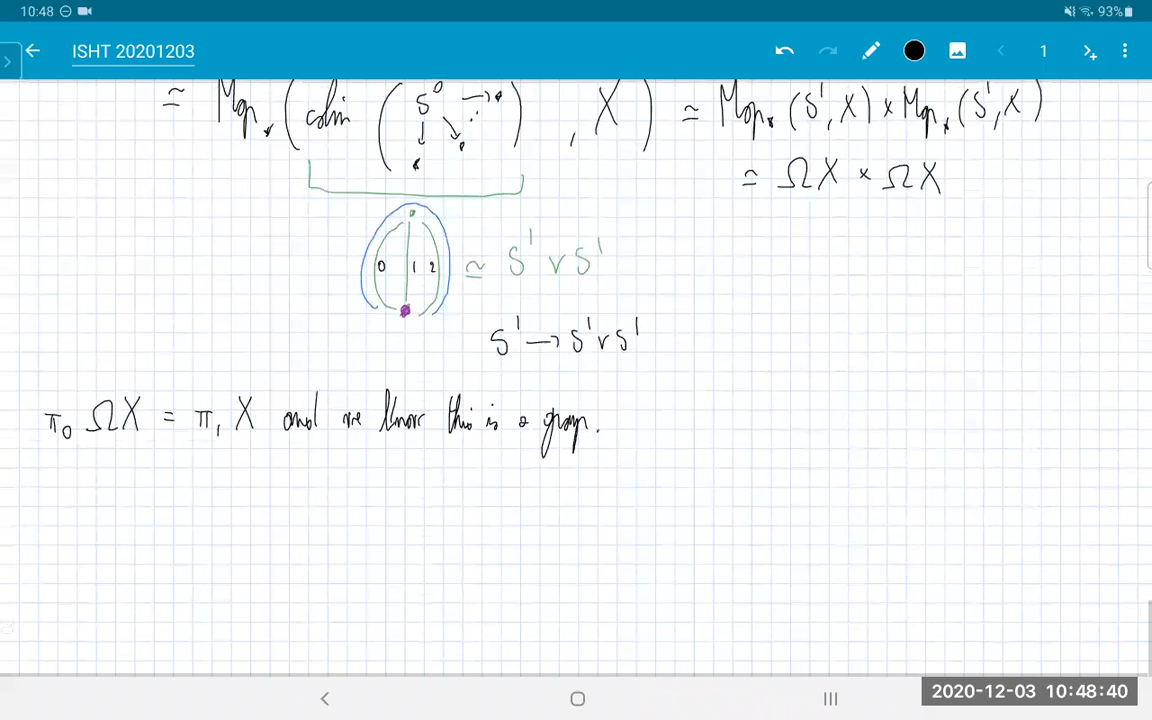 10:48 93%
ISHT 20201203 1
≃ Map⋆ ( colim ( S⁰ → • ↓ ↘ • • ) , X ) ≃ Map⋆ (S¹, X) × Map⋆ (S¹, X)
≃ ΩX × ΩX
0 1 2 ≃ S¹ ∨ S¹
S¹ → S¹ ∨ S¹
π₀ ΩX = π₁ X and we know this is a group.
2020-12-03 10:48:40